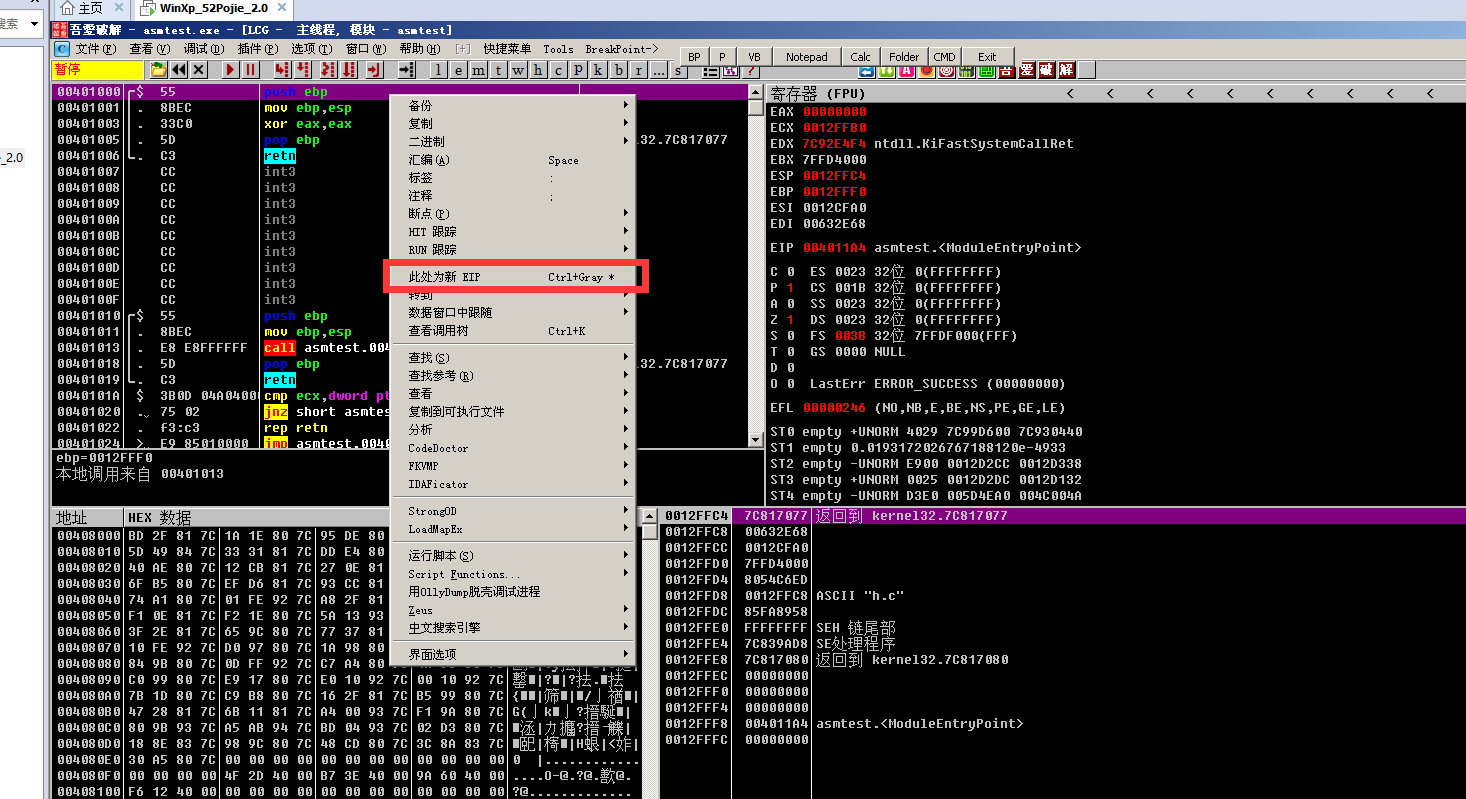 主页
WinXp_52Pojie_2.0
搜索
_2.0
吾爱破解 - asmtest.exe - [LCG - 主线程, 模块 - asmtest]
文件(F) 查看(V) 调试(D) 插件(P) 选项(T) 窗口(W) 帮助(H) [+] 快捷菜单 Tools BreakPoint->
BP P VB Notepad Calc Folder CMD Exit
暂停
l e m t w h c P k b r ... s
吾 爱 破 解
00401000 $ 55 push ebp
00401001 . 8BEC mov ebp,esp
00401003 . 33C0 xor eax,eax
00401005 . 5D pop ebp 32.7C817077
00401006 . C3 retn
00401007 CC int3
00401008 CC int3
00401009 CC int3
0040100A CC int3
0040100B CC int3
0040100C CC int3
0040100D CC int3
0040100E CC int3
0040100F CC int3
00401010 $ 55 push ebp
00401011 . 8BEC mov ebp,esp
00401013 . E8 E8FFFFFF call asmtest.004
00401018 . 5D pop ebp 32.7C817077
00401019 . C3 retn
0040101A $ 3B0D 04A0400 cmp ecx,dword pt
00401020 . 75 02 jnz short asmtes
00401022 . f3:c3 rep retn
00401024 > E9 85010000 jmp asmtest.0040
ebp=0012FFF0
本地调用来自 00401013
备份
复制
二进制
汇编(A) Space
标签 :
注释 ;
断点(P)
HIT 跟踪
RUN 跟踪
此处为新 EIP Ctrl+Gray *
转到
数据窗口中跟随
查看调用树 Ctrl+K
查找(S)
查找参考(R)
查看
复制到可执行文件
分析
CodeDoctor
FKVMP
IDAFicator
StrongOD
LoadMapEx
运行脚本(S)
Script Functions...
用OllyDump脱壳调试进程
Zeus
中文搜索引擎
界面选项
寄存器 (FPU) < < < < < < < < < <
EAX 00000000
ECX 0012FFB0
EDX 7C92E4F4 ntdll.KiFastSystemCallRet
EBX 7FFD4000
ESP 0012FFC4
EBP 0012FFF0
ESI 0012CFA0
EDI 00632E68
EIP 004011A4 asmtest.<ModuleEntryPoint>
C 0 ES 0023 32位 0(FFFFFFFF)
P 1 CS 001B 32位 0(FFFFFFFF)
A 0 SS 0023 32位 0(FFFFFFFF)
Z 1 DS 0023 32位 0(FFFFFFFF)
S 0 FS 003B 32位 7FFDF000(FFF)
T 0 GS 0000 NULL
D 0
O 0 LastErr ERROR_SUCCESS (00000000)
EFL 00000246 (NO,NB,E,BE,NS,PE,GE,LE)
ST0 empty +UNORM 4029 7C99D600 7C930440
ST1 empty 0.0193172026767188120e-4933
ST2 empty -UNORM E900 0012D2CC 0012D338
ST3 empty +UNORM 0025 0012D2DC 0012D132
ST4 empty -UNORM D3E0 005D4EA0 004C004A
地址 HEX 数据
00408000 BD 2F 81 7C 1A 1E 80 7C 95 DE 80
00408010 5D 49 84 7C 33 31 81 7C DD E4 80
00408020 40 AE 80 7C 12 CB 81 7C 27 0E 81
00408030 6F B5 80 7C EF D6 81 7C 93 CC 81
00408040 74 A1 80 7C 01 FE 92 7C A8 2F 81
00408050 F1 0E 81 7C F2 1E 80 7C 5A 13 93
00408060 3F 2E 81 7C 65 9C 80 7C 77 37 81
00408070 10 FE 92 7C D0 97 80 7C 1A 98 80
00408080 84 9B 80 7C 0D FF 92 7C C7 A4 80
00408090 C0 99 80 7C E9 17 80 7C E0 10 92 7C 00 10 92 7C
004080A0 7B 1D 80 7C C9 B8 80 7C 16 2F 81 7C B5 99 80 7C
004080B0 47 28 81 7C 6B 11 81 7C A4 00 93 7C F1 9A 80 7C
004080C0 80 9B 93 7C A5 AB 94 7C BD 04 93 7C 02 D3 80 7C
004080D0 18 8E 83 7C 98 9C 80 7C 48 CD 80 7C 3C 8A 83 7C
004080E0 30 A5 80 7C 00 00 00 00 00 00 00 00 00 00 00 00
004080F0 00 00 00 00 4F 2D 40 00 B7 3E 40 00 9A 60 40 00
00408100 F6 12 40 00 00 00 00 00 00 00 00 00 00 00 00 00
0012FFC4 7C817077 返回到 kernel32.7C817077
0012FFC8 00632E68
0012FFCC 0012CFA0
0012FFD0 7FFD4000
0012FFD4 8054C6ED
0012FFD8 0012FFC8 ASCII "h.c"
0012FFDC 85FA8958
0012FFE0 FFFFFFFF SEH 链尾部
0012FFE4 7C839AD8 SE处理程序
0012FFE8 7C817080 返回到 kernel32.7C817080
0012FFEC 00000000
0012FFF0 00000000
0012FFF4 00000000
0012FFF8 004011A4 asmtest.<ModuleEntryPoint>
0012FFFC 00000000